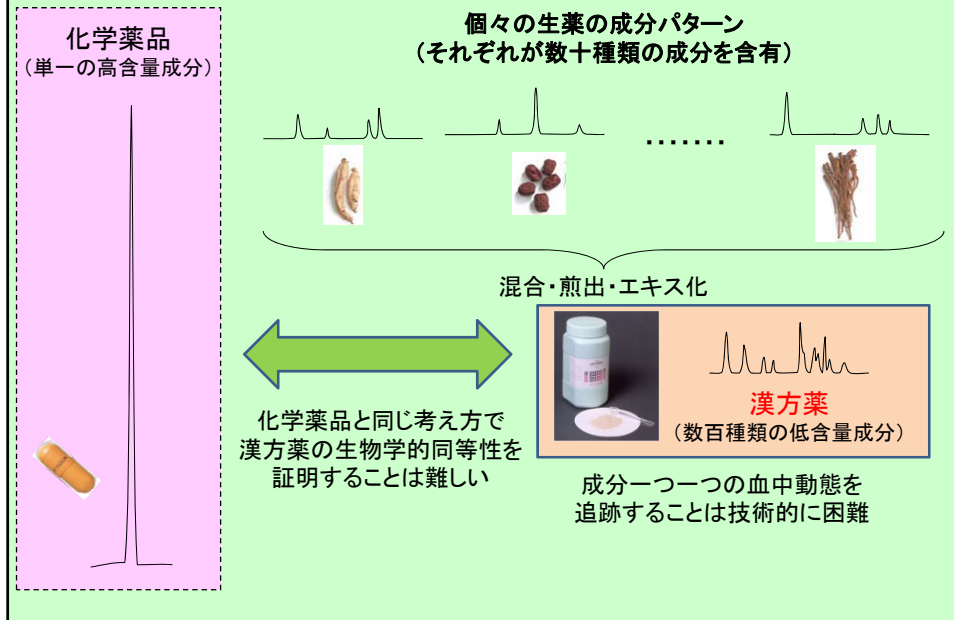 化学薬品
（単一の高含量成分）
個々の生薬の成分パターン
（それぞれが数十種類の成分を含有）
.......
混合・煎出・エキス化
化学薬品と同じ考え方で
漢方薬の生物学的同等性を
証明することは難しい
漢方薬
（数百種類の低含量成分）
成分一つ一つの血中動態を
追跡することは技術的に困難